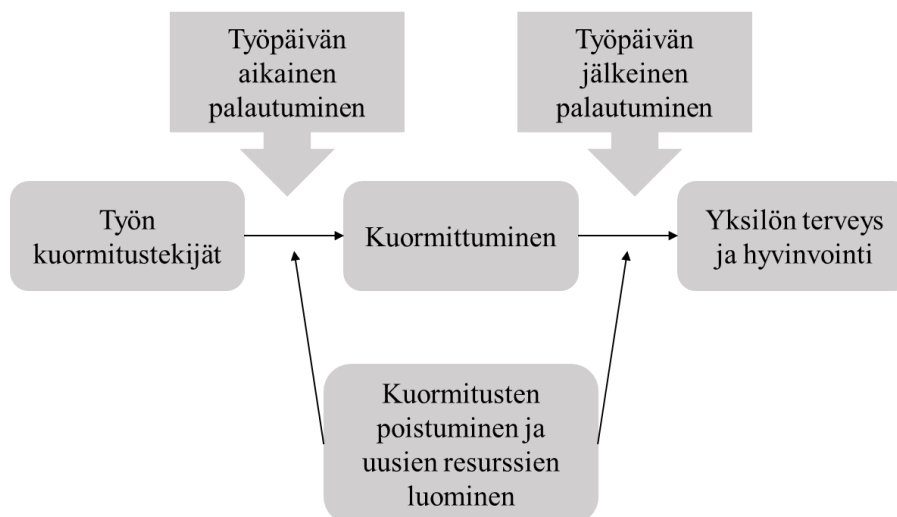 Työpäivän
aikainen
palautuminen
Työpäivän
jälkeinen
palautuminen
Työn
kuormitustekijät
Kuormittuminen
Yksilön terveys
ja hyvinvointi
Kuormitusten
poistuminen ja
uusien resurssien
luominen